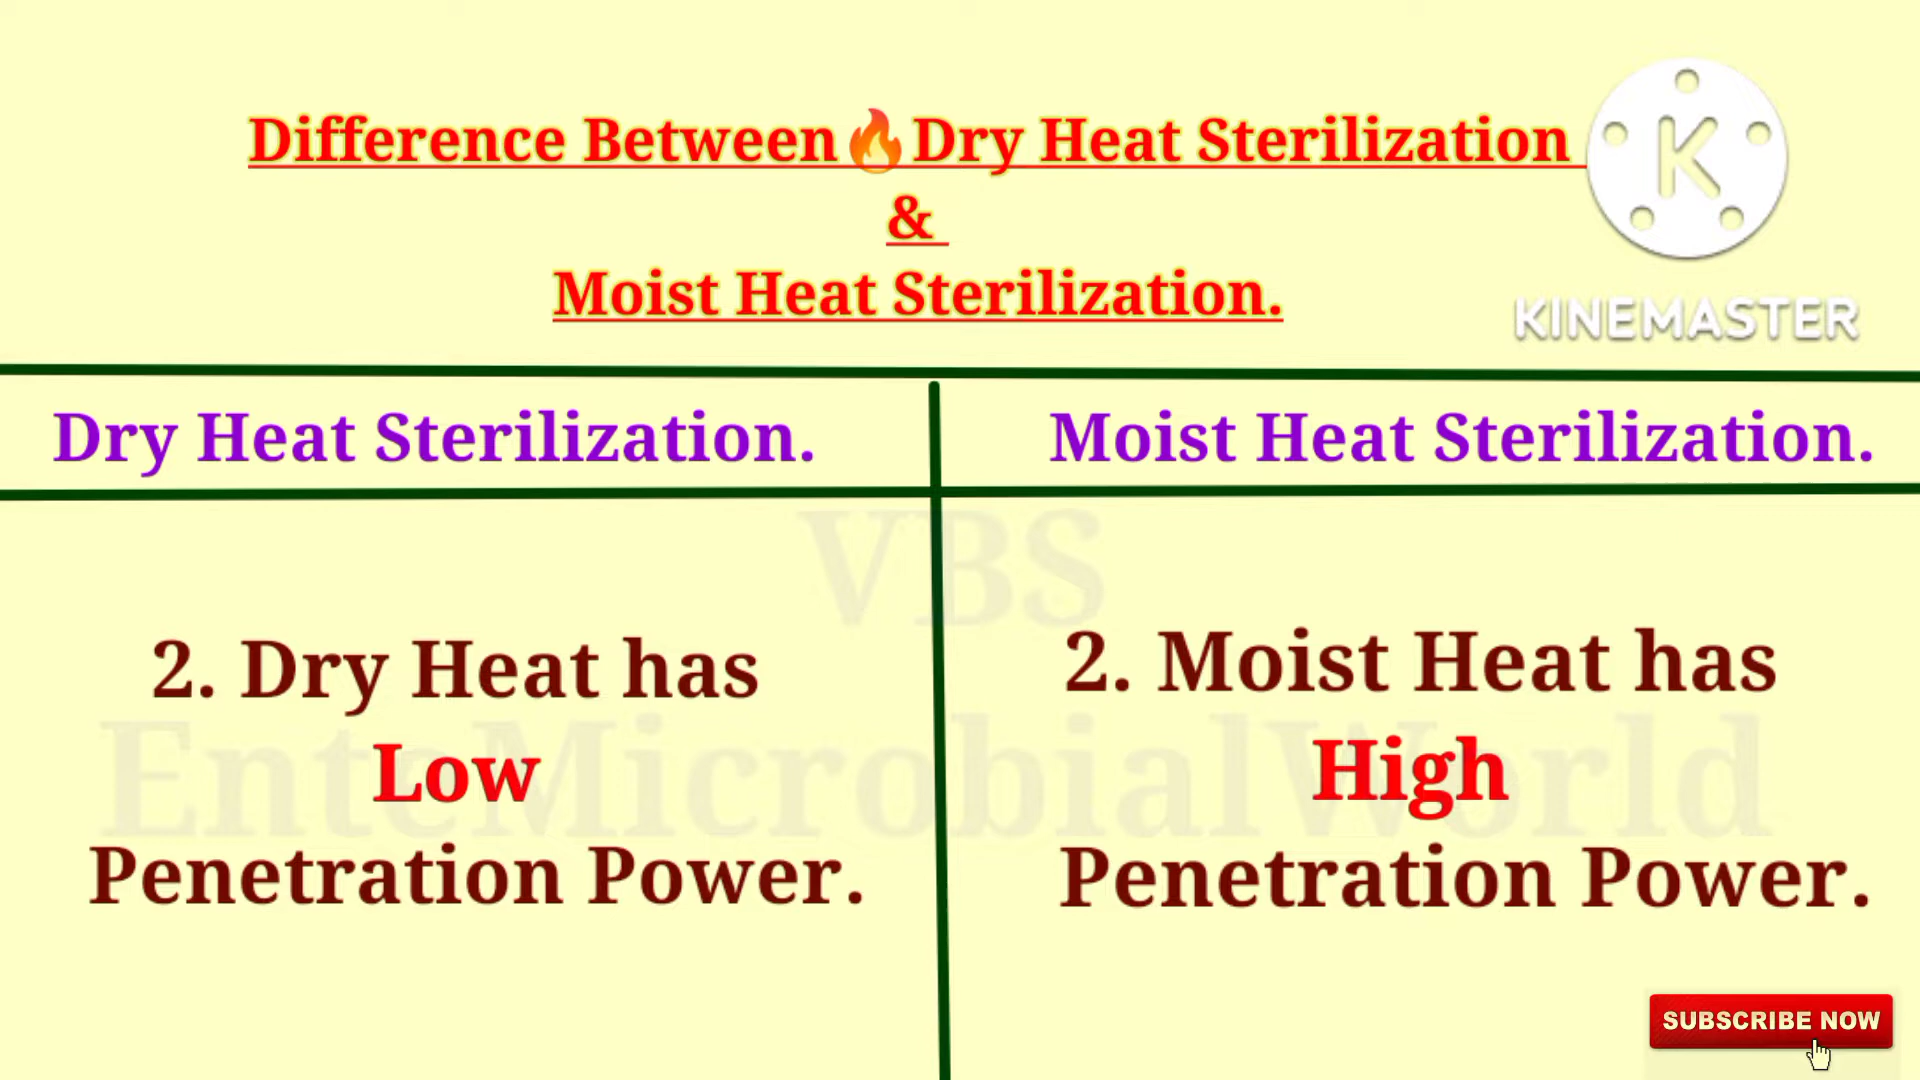 Difference Between🔥Dry Heat Sterilization
&
Moist Heat Sterilization.
K
KINEMASTER
Dry Heat Sterilization.
Moist Heat Sterilization.
VBS
EnteMicrobialWorld
2. Dry Heat has
Low
Penetration Power.
2. Moist Heat has
High
Penetration Power.
SUBSCRIBE NOW